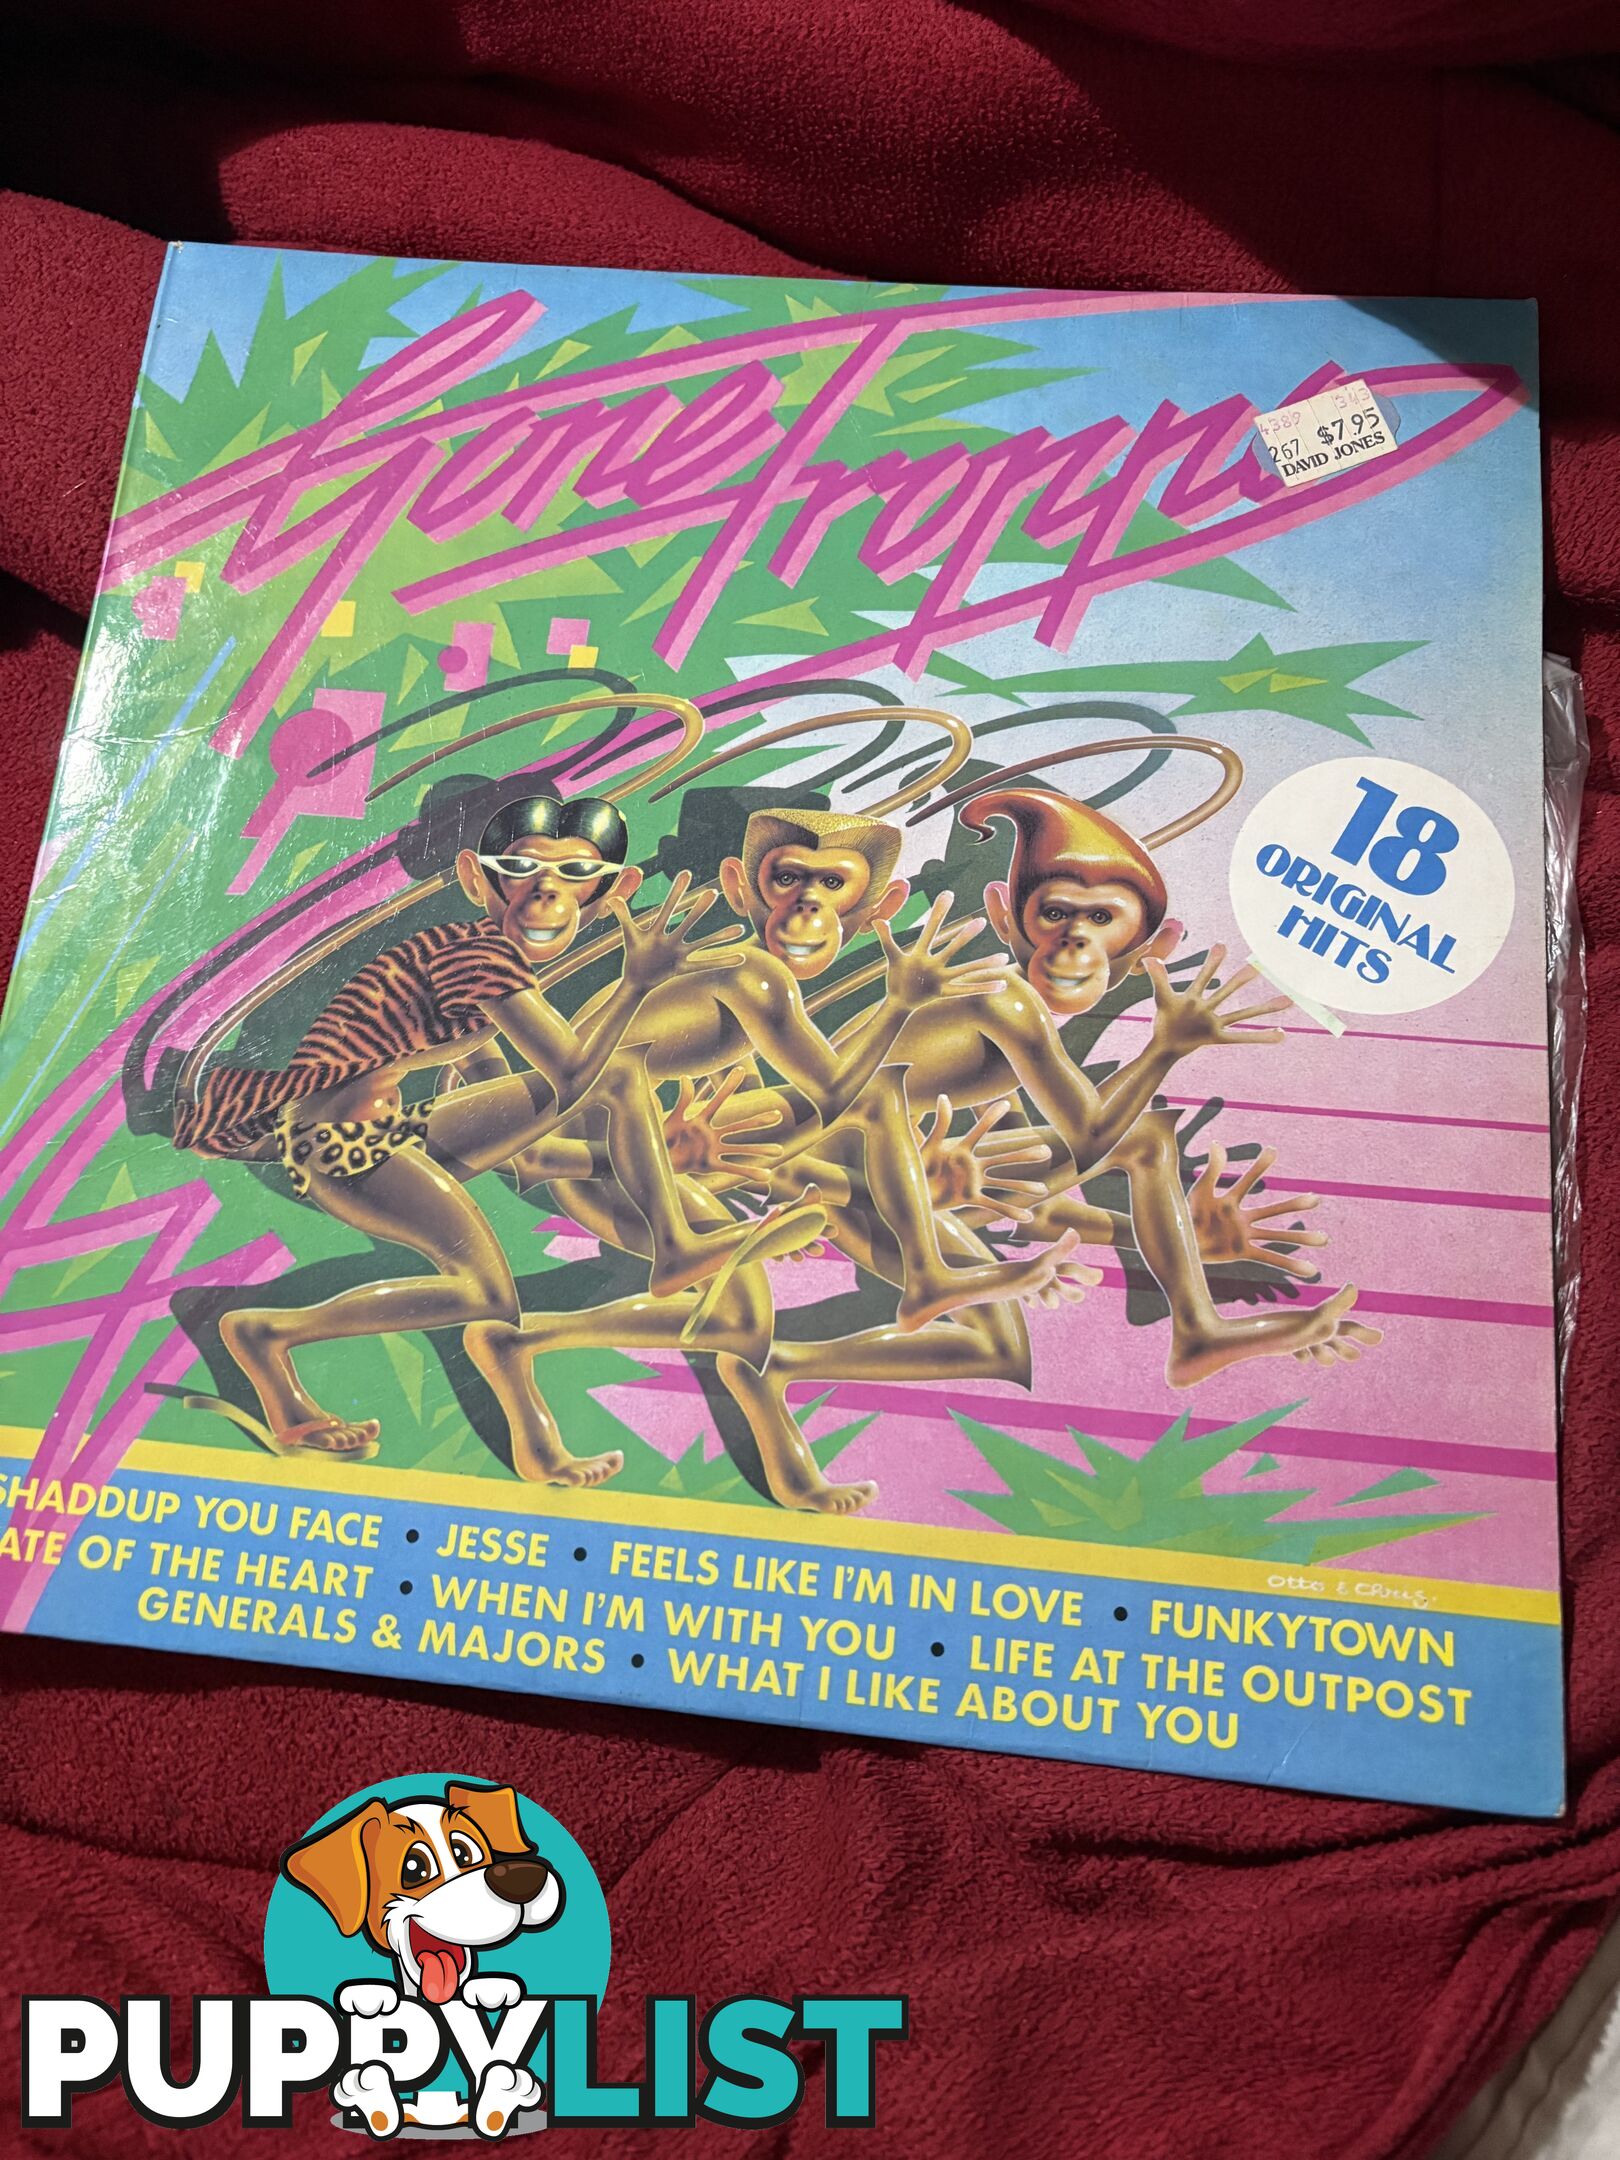 Gone Troppo
4389 343
267 $7.95
DAVID JONES
18
ORIGINAL
HITS
SHADDUP YOU FACE • JESSE • FEELS LIKE I'M IN LOVE • FUNKYTOWN
ATE OF THE HEART • WHEN I'M WITH YOU • LIFE AT THE OUTPOST
GENERALS & MAJORS • WHAT I LIKE ABOUT YOU
Otto & Chris.
PUPPYLIST